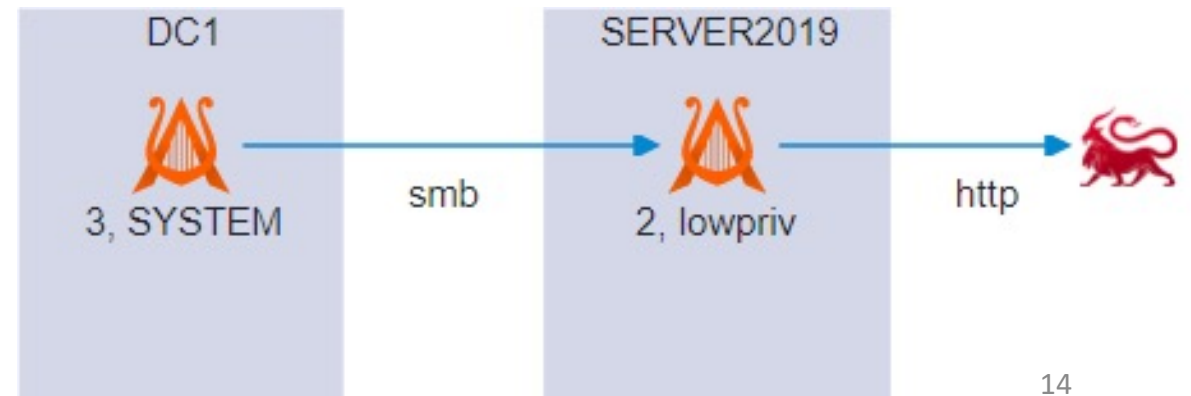 DC1
SERVER2019
smb
http
3, SYSTEM
2, lowpriv
14